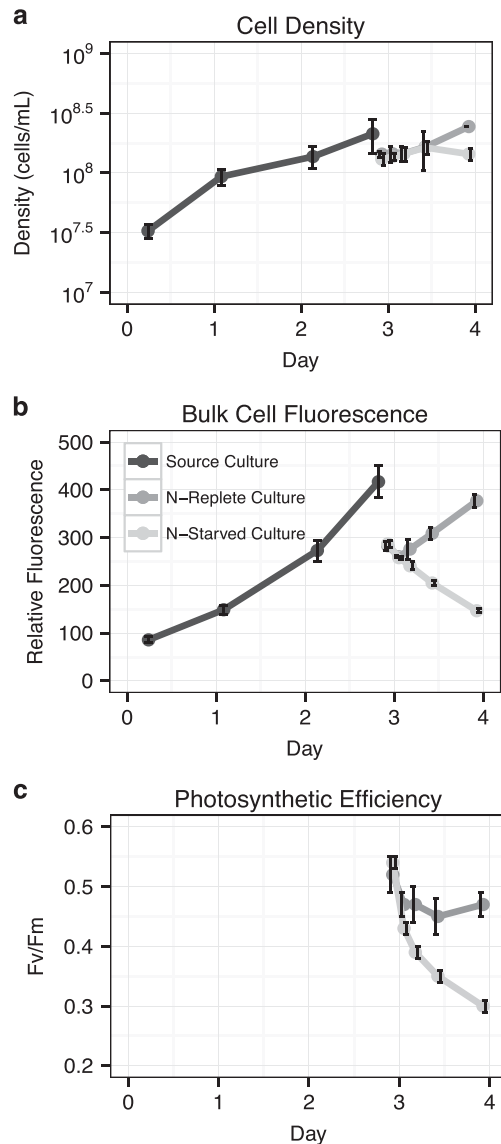 a
Cell Density
10^9
10^8.5
10^8
10^7.5
10^7
Density (cells/mL)
0 1 2 3 4
Day
b
Bulk Cell Fluorescence
500
400
300
200
100
0
Relative Fluorescence
Source Culture
N−Replete Culture
N−Starved Culture
0 1 2 3 4
Day
c
Photosynthetic Efficiency
0.6
0.5
0.4
0.3
0.2
Fv/Fm
0 1 2 3 4
Day